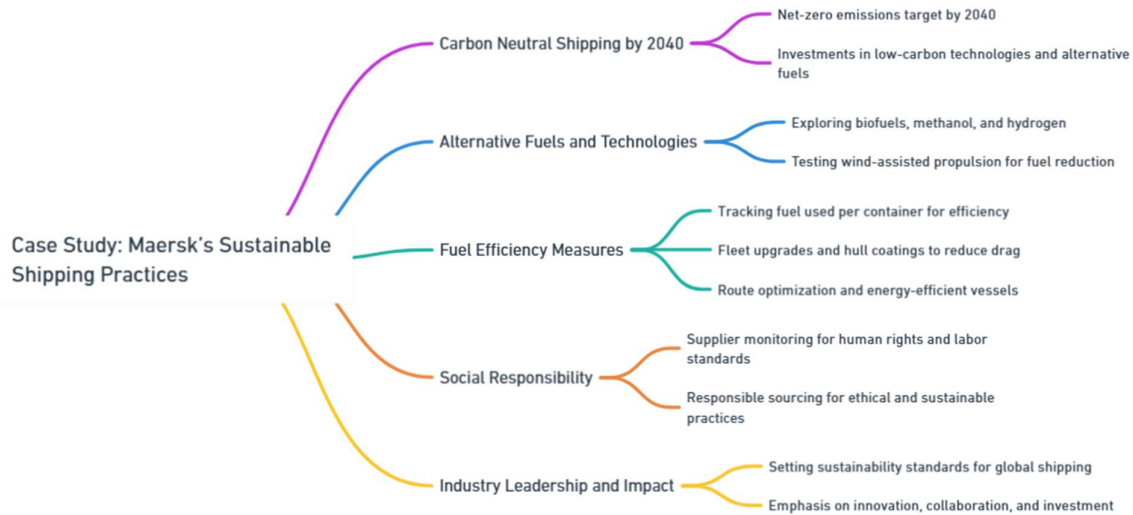 Case Study: Maersk’s Sustainable
Shipping Practices
Carbon Neutral Shipping by 2040
Net-zero emissions target by 2040
Investments in low-carbon technologies and alternative
fuels
Alternative Fuels and Technologies
Exploring biofuels, methanol, and hydrogen
Testing wind-assisted propulsion for fuel reduction
Fuel Efficiency Measures
Tracking fuel used per container for efficiency
Fleet upgrades and hull coatings to reduce drag
Route optimization and energy-efficient vessels
Social Responsibility
Supplier monitoring for human rights and labor
standards
Responsible sourcing for ethical and sustainable
practices
Industry Leadership and Impact
Setting sustainability standards for global shipping
Emphasis on innovation, collaboration, and investment